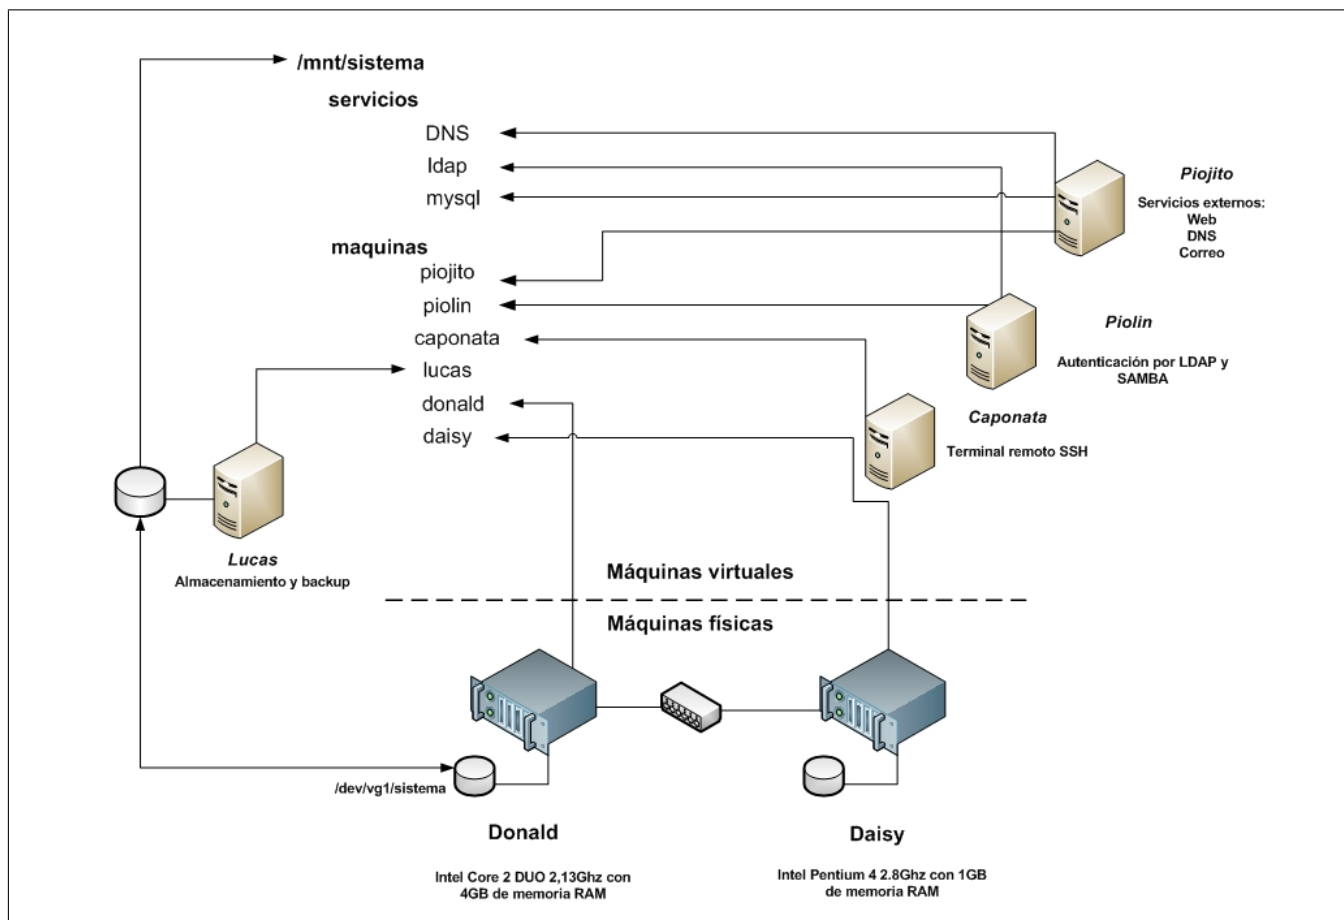 /mnt/sistema
servicios
DNS
ldap
mysql
maquinas
piojito
piolin
caponata
lucas
donald
daisy
Piojito
Servicios externos:
Web
DNS
Correo
Piolin
Autenticación por LDAP y
SAMBA
Caponata
Terminal remoto SSH
Lucas
Almacenamiento y backup
Máquinas virtuales
Máquinas físicas
/dev/vg1/sistema
Donald
Intel Core 2 DUO 2,13Ghz con
4GB de memoria RAM
Daisy
Intel Pentium 4 2.8Ghz con 1GB
de memoria RAM